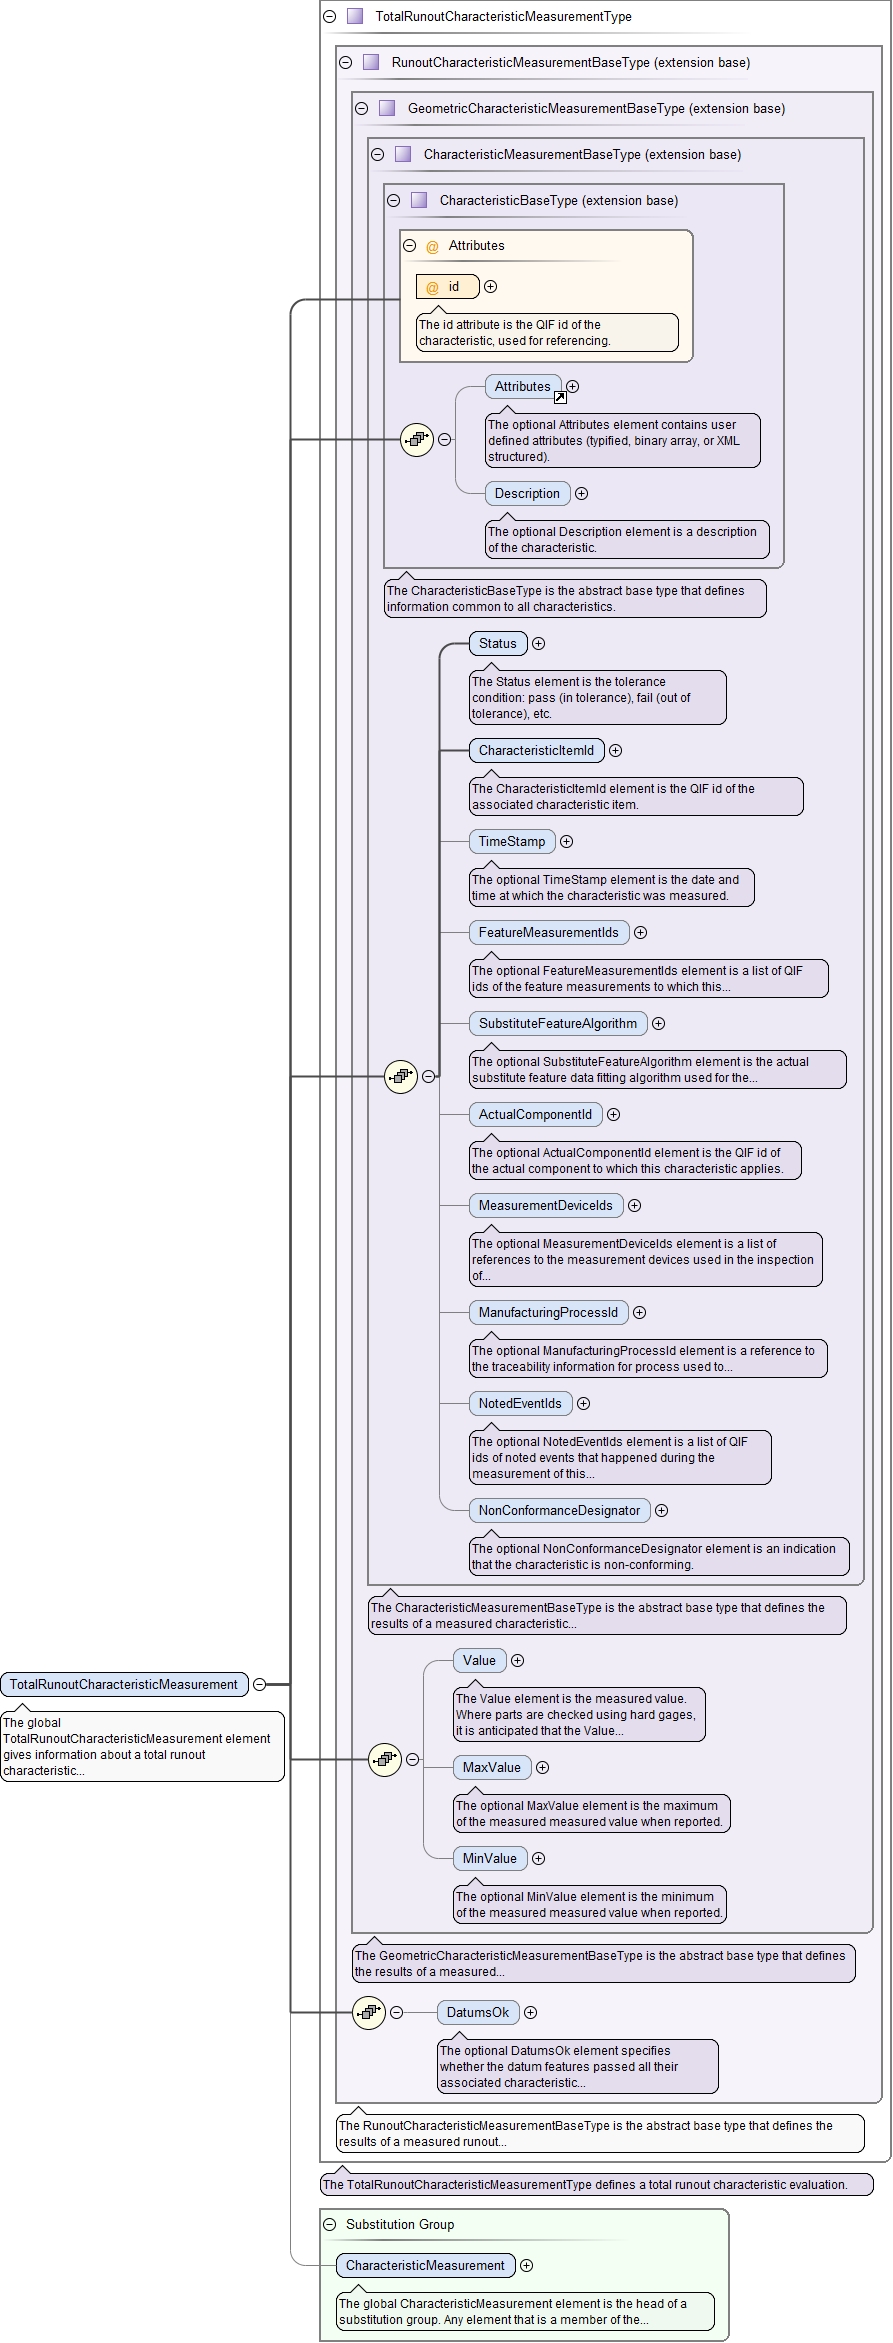 TotalRunoutCharacteristicMeasurementType
RunoutCharacteristicMeasurementBaseType (extension base)
GeometricCharacteristicMeasurementBaseType (extension base)
CharacteristicMeasurementBaseType (extension base)
CharacteristicBaseType (extension base)
@ Attributes
@ id
The id attribute is the QIF id of the
characteristic, used for referencing.
Attributes
The optional Attributes element contains user
defined attributes (typified, binary array, or XML
structured).
Description
The optional Description element is a description
of the characteristic.
The CharacteristicBaseType is the abstract base type that defines
information common to all characteristics.
Status
The Status element is the tolerance
condition: pass (in tolerance), fail (out of
tolerance), etc.
CharacteristicItemId
The CharacteristicItemId element is the QIF id of the
associated characteristic item.
TimeStamp
The optional TimeStamp element is the date and
time at which the characteristic was measured.
FeatureMeasurementIds
The optional FeatureMeasurementIds element is a list of QIF
ids of the feature measurements to which this...
SubstituteFeatureAlgorithm
The optional SubstituteFeatureAlgorithm element is the actual
substitute feature data fitting algorithm used for the...
ActualComponentId
The optional ActualComponentId element is the QIF id of
the actual component to which this characteristic applies.
MeasurementDeviceIds
The optional MeasurementDeviceIds element is a list of
references to the measurement devices used in the inspection
of...
ManufacturingProcessId
The optional ManufacturingProcessId element is a reference to
the traceability information for process used to...
NotedEventIds
The optional NotedEventIds element is a list of QIF
ids of noted events that happened during the
measurement of this...
NonConformanceDesignator
The optional NonConformanceDesignator element is an indication
that the characteristic is non-conforming.
The CharacteristicMeasurementBaseType is the abstract base type that defines the
results of a measured characteristic...
TotalRunoutCharacteristicMeasurement
The global
TotalRunoutCharacteristicMeasurement element
gives information about a total runout
characteristic...
Value
The Value element is the measured value.
Where parts are checked using hard gages,
it is anticipated that the Value...
MaxValue
The optional MaxValue element is the maximum
of the measured measured value when reported.
MinValue
The optional MinValue element is the minimum
of the measured measured value when reported.
The GeometricCharacteristicMeasurementBaseType is the abstract base type that defines
the results of a measured...
DatumsOk
The optional DatumsOk element specifies
whether the datum features passed all their
associated characteristic...
The RunoutCharacteristicMeasurementBaseType is the abstract base type that defines the
results of a measured runout...
The TotalRunoutCharacteristicMeasurementType defines a total runout characteristic evaluation.
Substitution Group
CharacteristicMeasurement
The global CharacteristicMeasurement element is the head of a
substitution group. Any element that is a member of the...